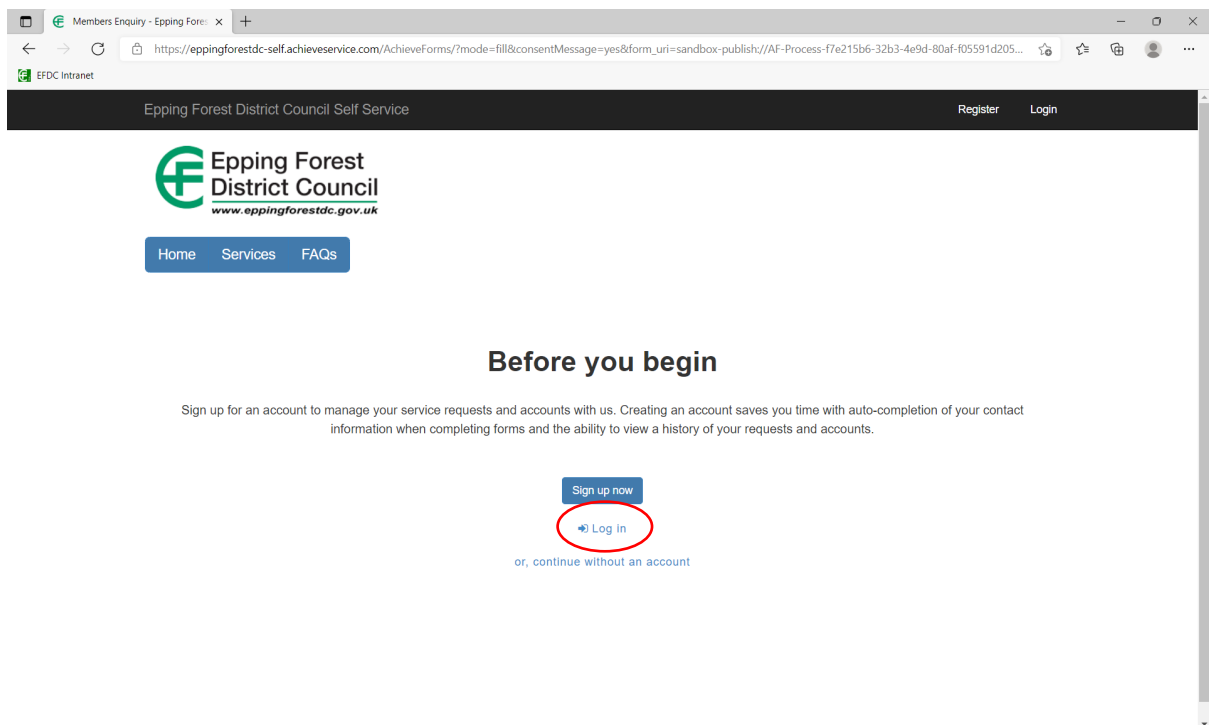 Members Enquiry - Epping Fores
https://eppingforestdc-self.achieveservice.com/AchieveForms/?mode=fill&consentMessage=yes&form_uri=sandbox-publish://AF-Process-f7e215b6-32b3-4e9d-80af-f05591d205...
EFDC Intranet
Epping Forest District Council Self Service Register Login
Epping Forest
District Council
www.eppingforestdc.gov.uk
Home Services FAQs
Before you begin
Sign up for an account to manage your service requests and accounts with us. Creating an account saves you time with auto-completion of your contact
information when completing forms and the ability to view a history of your requests and accounts.
Sign up now
Log in
or, continue without an account